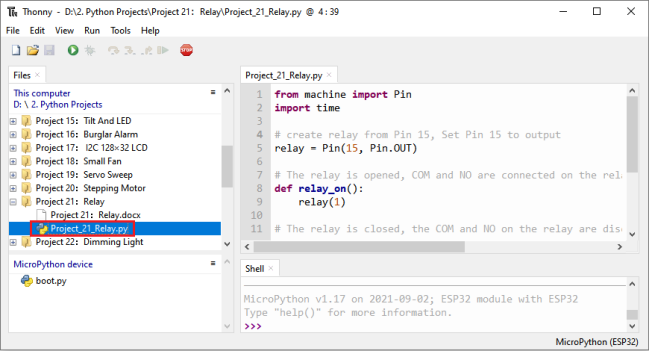 Thonny - D:\2. Python Projects\Project 21: Relay\Project_21_Relay.py @ 4 : 39
File Edit View Run Tools Help
STOP
Files
This computer
D: \ 2. Python Projects
Project 15: Tilt And LED
Project 16: Burglar Alarm
Project 17: I2C 128×32 LCD
Project 18: Small Fan
Project 19: Servo Sweep
Project 20: Stepping Motor
Project 21: Relay
Project 21: Relay.docx
Project_21_Relay.py
Project 22: Dimming Light
MicroPython device
boot.py
Project_21_Relay.py
1 from machine import Pin
2 import time
3
4 # create relay from Pin 15, Set Pin 15 to output
5 relay = Pin(15, Pin.OUT)
6
7 # The relay is opened, COM and NO are connected on the rela
8 def relay_on():
9 relay(1)
10
11 # The relay is closed, the COM and NO on the relay are disc
Shell
MicroPython v1.17 on 2021-09-02; ESP32 module with ESP32
Type "help()" for more information.
>>>
MicroPython (ESP32)